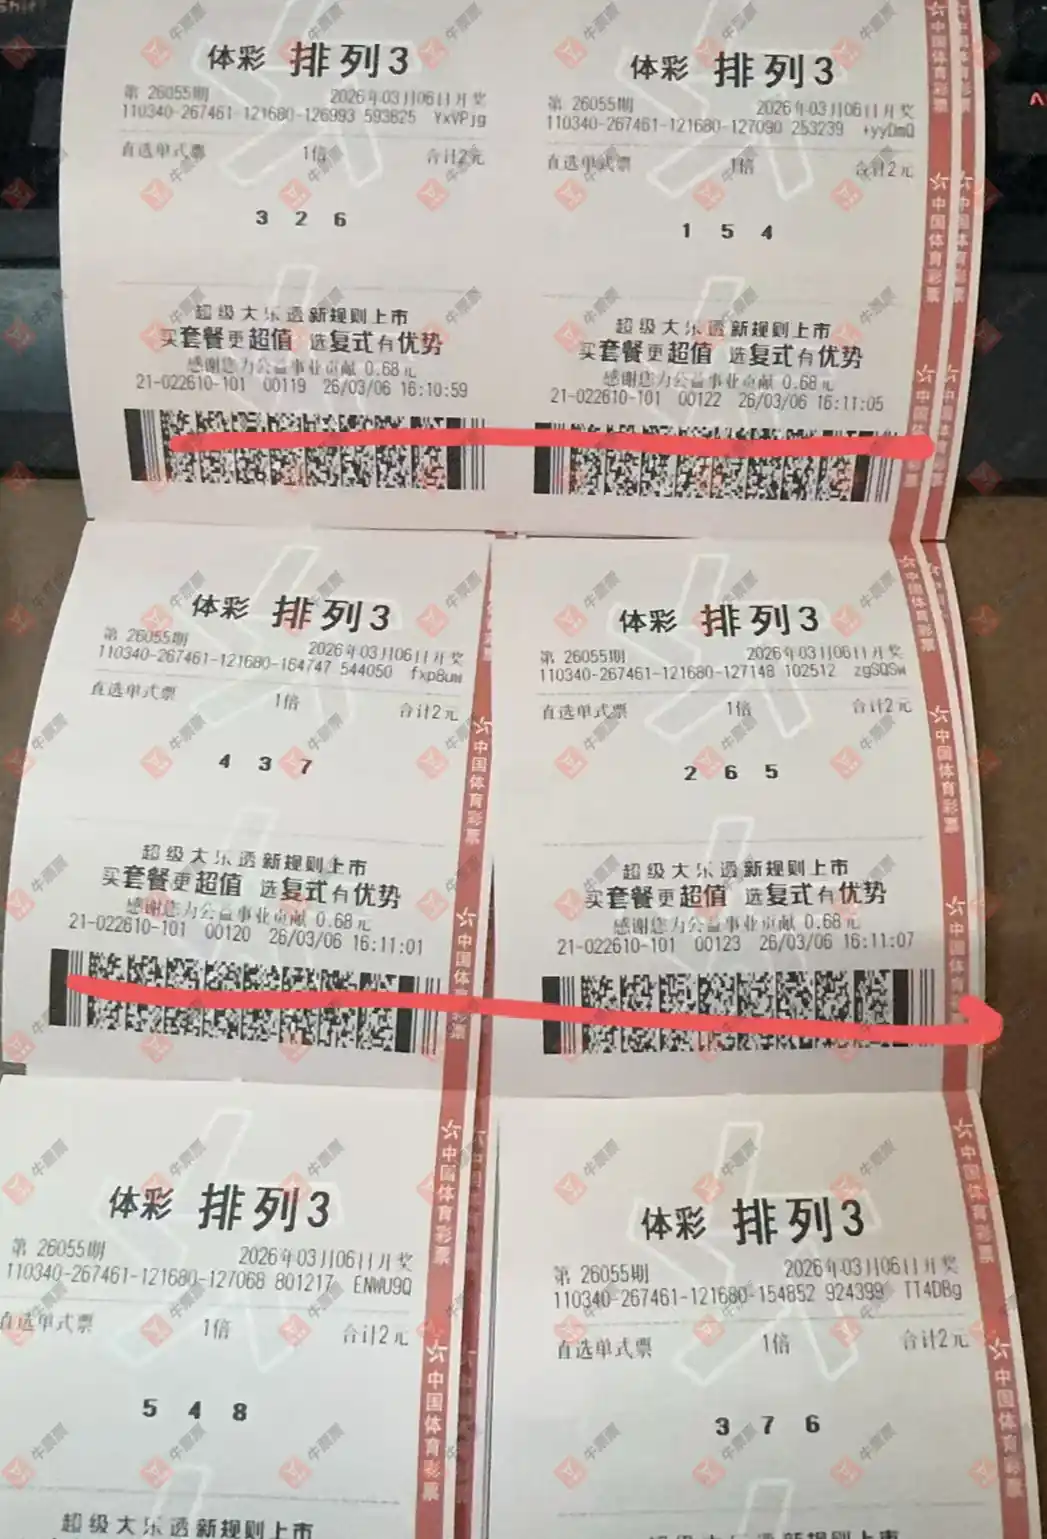 体彩 排列3
第 26055期 2026年03月06日开奖
110340-267461-121680-126993 593625 YxVPjg
直选单式票 1倍 合计2元
3 2 6
超级大乐透新规则上市
买套餐更超值 选复式有优势
感谢您为公益事业贡献 0.68元
21-022610-101 00119 26/03/06 16:10:59
体彩 排列3
第 26055期 2026年03月06日开奖
110340-267461-121680-127090 253239 +yyDmQ
直选单式票 1倍 合计2元
1 5 4
超级大乐透新规则上市
买套餐更超值 选复式有优势
感谢您为公益事业贡献 0.68元
21-022610-101 00122 26/03/06 16:11:05
体彩 排列3
第 26055期 2026年03月06日开奖
110340-267461-121680-164747 544050 fxp8uw
直选单式票 1倍 合计2元
4 3 7
超级大乐透新规则上市
买套餐更超值 选复式有优势
感谢您为公益事业贡献 0.68元
21-022610-101 00120 26/03/06 16:11:01
体彩 排列3
第 26055期 2026年03月06日开奖
110340-267461-121680-127148 102512 zgSQSw
直选单式票 1倍 合计2元
2 6 5
超级大乐透新规则上市
买套餐更超值 选复式有优势
感谢您为公益事业贡献 0.68元
21-022610-101 00123 26/03/06 16:11:07
体彩 排列3
第 26055期 2026年03月06日开奖
110340-267461-121680-127068 801217 ENWU9Q
直选单式票 1倍 合计2元
5 4 8
超级大乐透新规则上市
体彩 排列3
第 26055期 2026年03月06日开奖
110340-267461-121680-154852 924399 TT4DBg
直选单式票 1倍 合计2元
3 7 6
中国体育彩票
牛票票